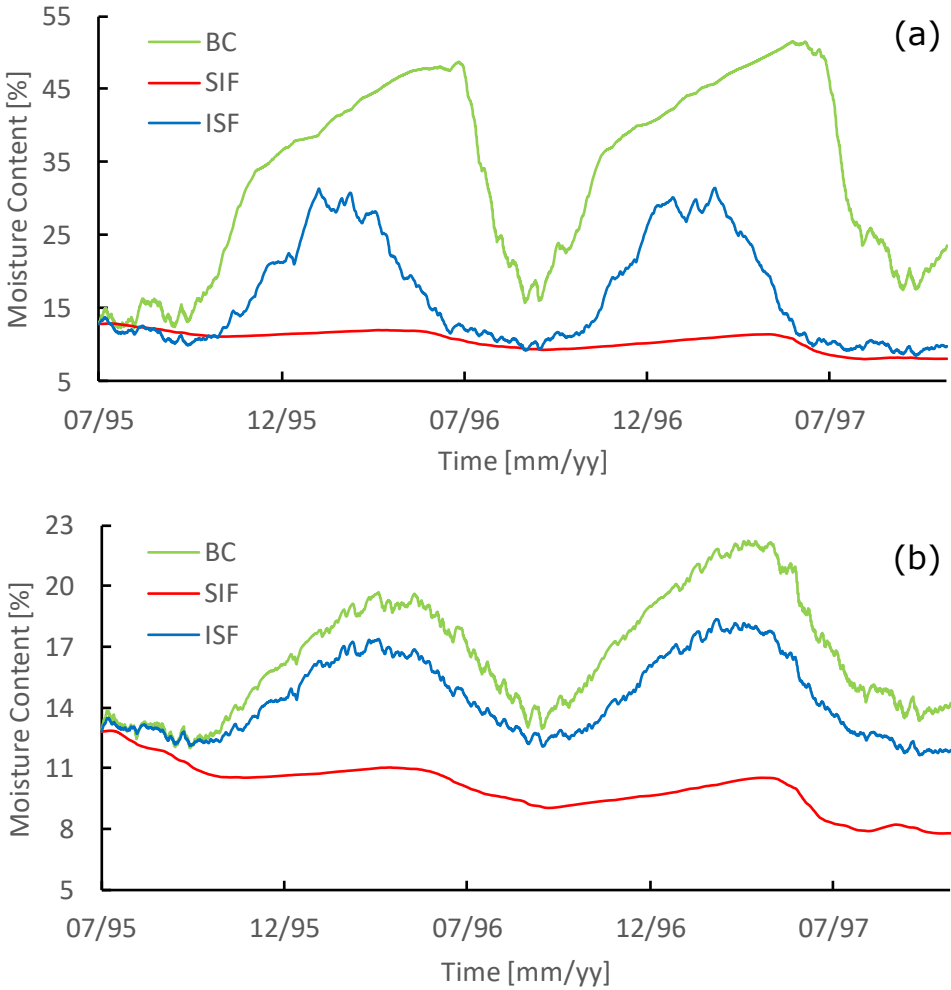 55
(a)
BC
45
SIF
ISF
35
25
15
5
Moisture Content [%]
07/95 12/95 07/96 12/96 07/97
Time [mm/yy]
23
BC
(b)
20
SIF
ISF
17
14
11
8
5
Moisture Content [%]
07/95 12/95 07/96 12/96 07/97
Time [mm/yy]